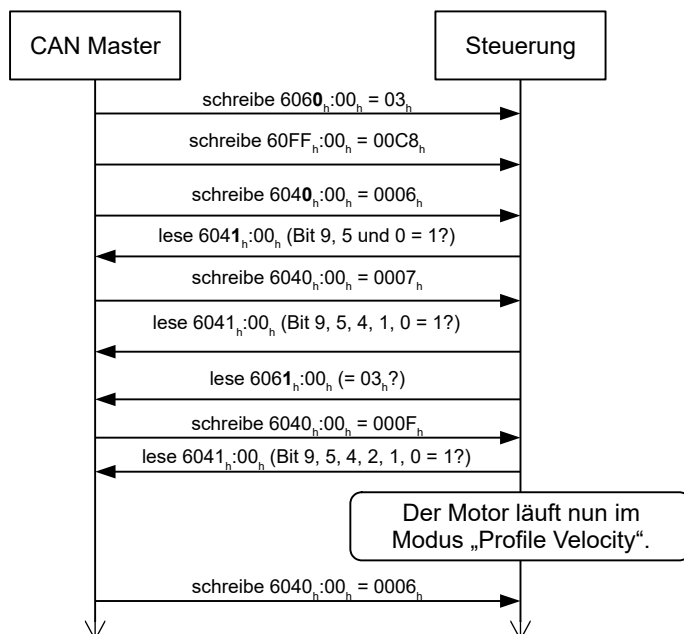 CAN Master
Steuerung
schreibe 6060h:00h = 03h
schreibe 60FFh:00h = 00C8h
schreibe 6040h:00h = 0006h
lese 6041h:00h (Bit 9, 5 und 0 = 1?)
schreibe 6040h:00h = 0007h
lese 6041h:00h (Bit 9, 5, 4, 1, 0 = 1?)
lese 6061h:00h (= 03h?)
schreibe 6040h:00h = 000Fh
lese 6041h:00h (Bit 9, 5, 4, 2, 1, 0 = 1?)
Der Motor läuft nun im
Modus „Profile Velocity“.
schreibe 6040h:00h = 0006h